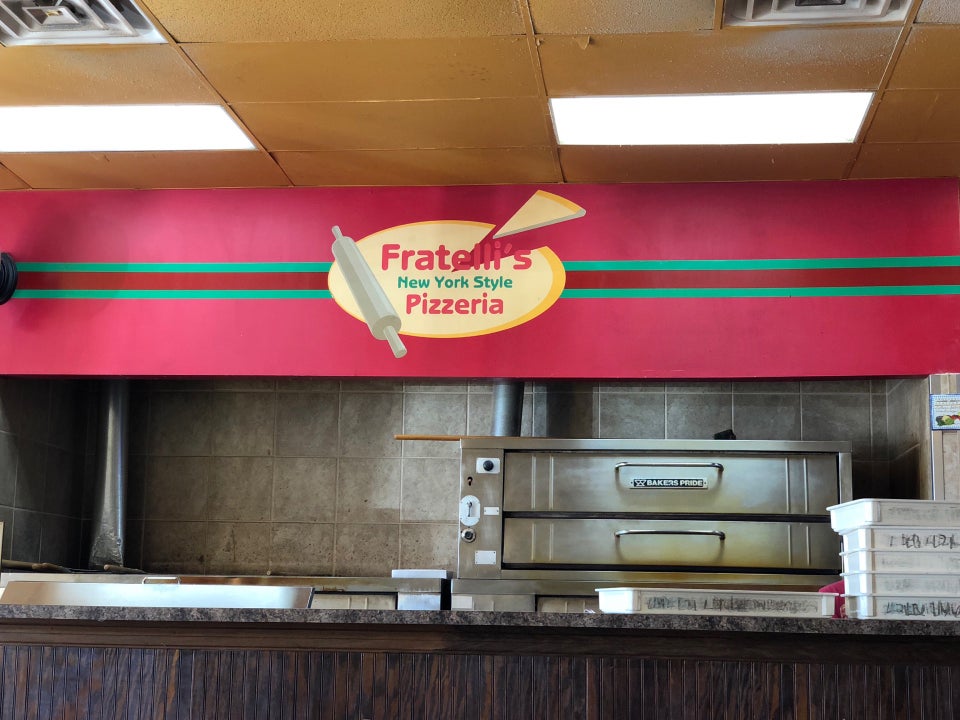 Fratelli's
New York Style
Pizzeria
BAKERS PRIDE